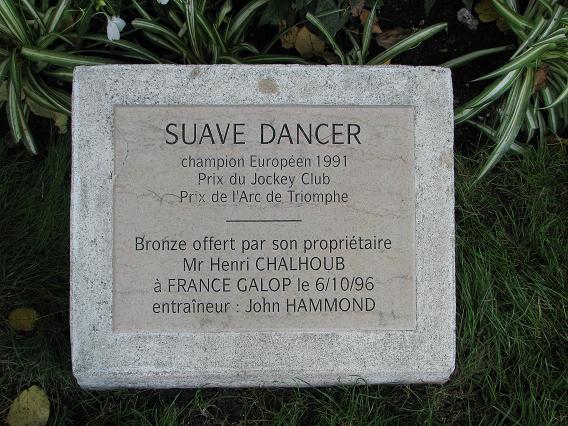 SUAVE DANCER
champion Européen 1991
Prix du Jockey Club
Prix de l'Arc de Triomphe
Bronze offert par son propriétaire
Mr Henri CHALHOUB
à FRANCE GALOP le 6/10/96
entraîneur : John HAMMOND